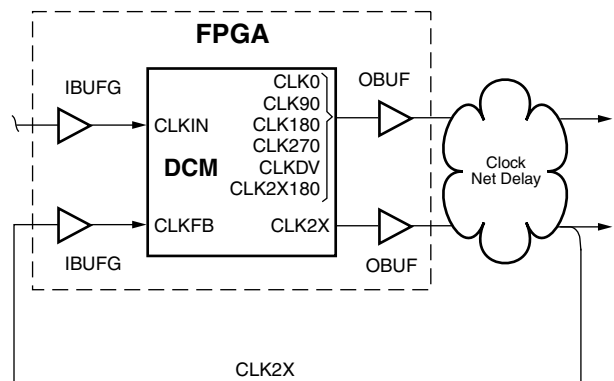 FPGA
IBUFG
CLKIN
DCM
CLKFB
IBUFG
CLK0
CLK90
CLK180
CLK270
CLKDV
CLK2X180
CLK2X
OBUF
OBUF
Clock
Net Delay
CLK2X